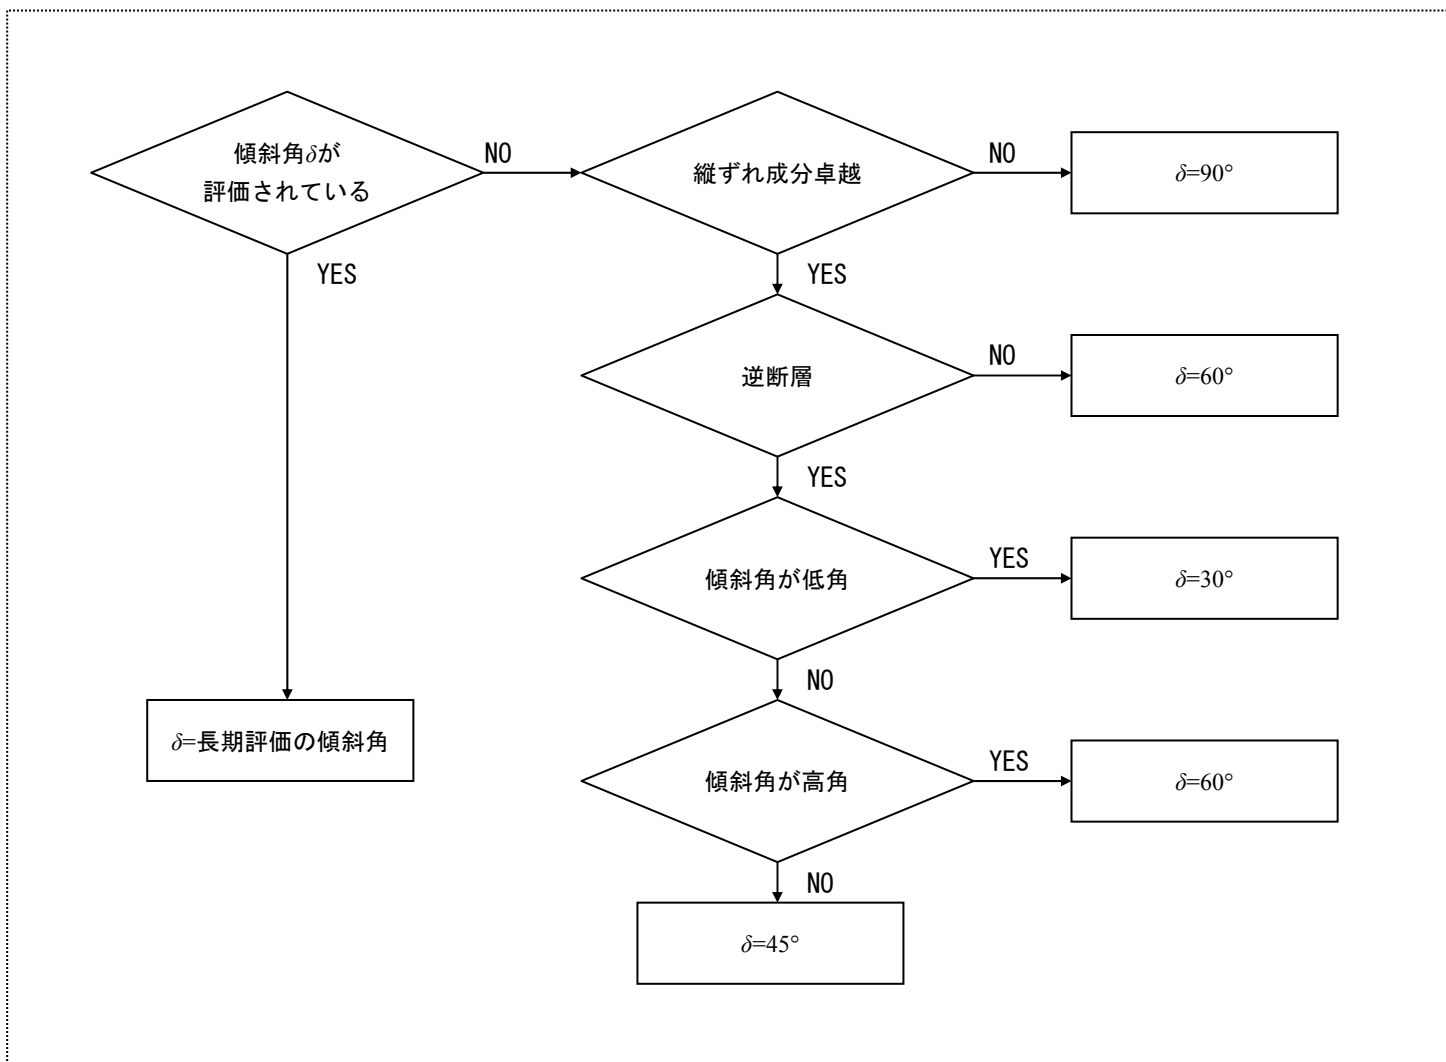 傾斜角δが
評価されている
NO
縦ずれ成分卓越
NO
δ=90°
YES
YES
逆断層
NO
δ=60°
YES
傾斜角が低角
YES
δ=30°
NO
δ=長期評価の傾斜角
傾斜角が高角
YES
δ=60°
NO
δ=45°